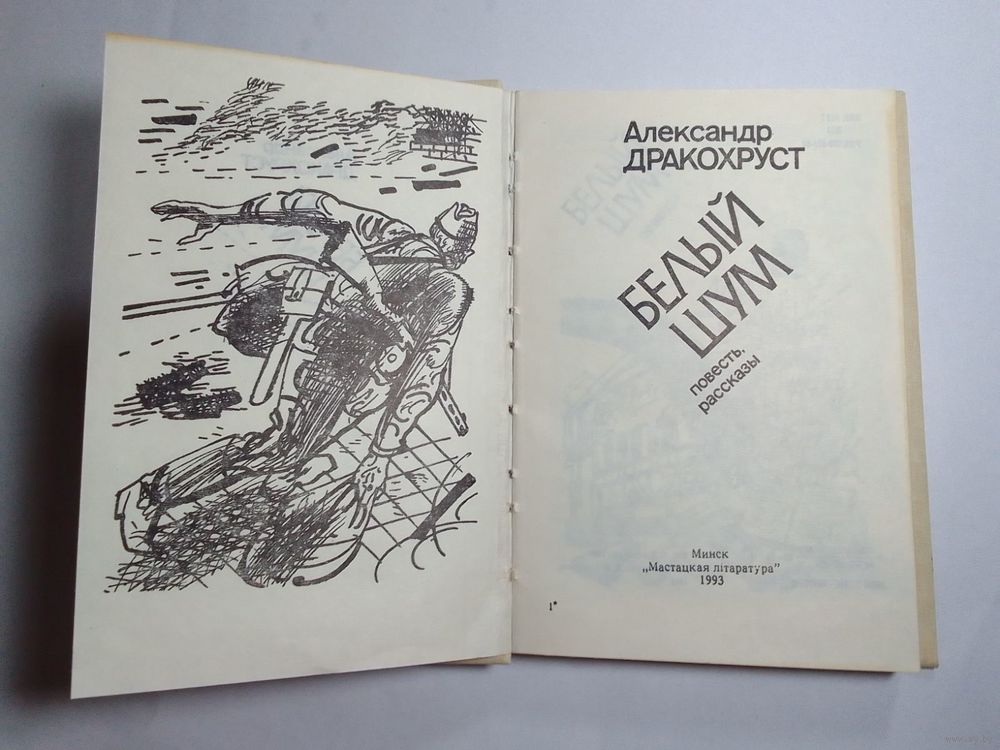 Александр
ДРАКОХРУСТ
БЕЛЫЙ
ШУМ
повесть,
рассказы
Минск
„Мастацкая літаратура”
1993
1*